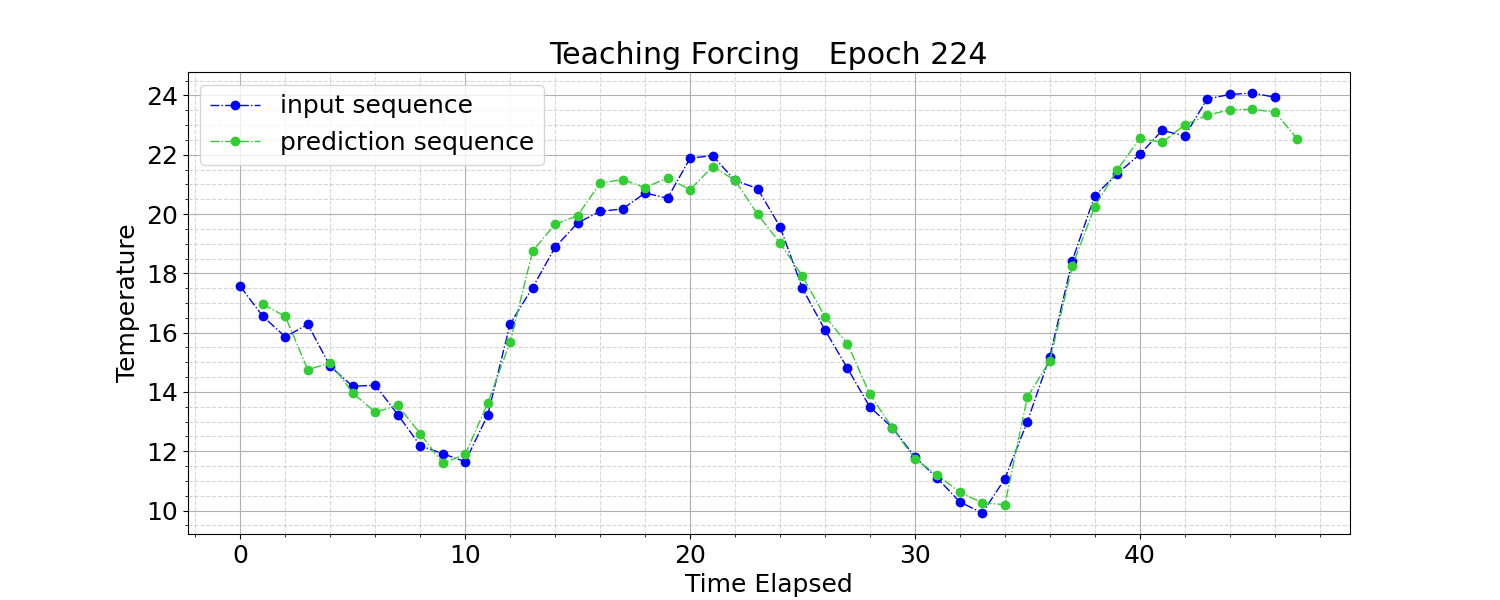 Teaching Forcing   Epoch 224
input sequence
prediction sequence
Temperature
24
22
20
18
16
14
12
10
0 10 20 30 40
Time Elapsed